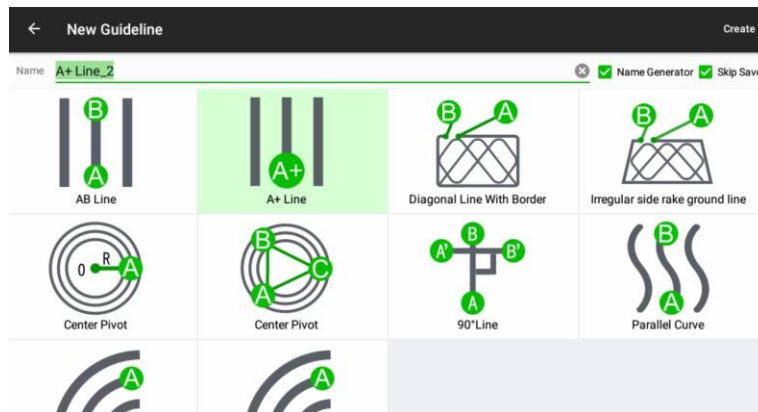 New Guideline
Create
Name A+ Line_2
Name Generator
Skip Save
B
A
AB Line
A+
A+ Line
B A
Diagonal Line With Border
B A
Irregular side rake ground line
R
0 A
Center Pivot
B
C
A
Center Pivot
B
A' B'
A
90°Line
B
A
Parallel Curve
A
A